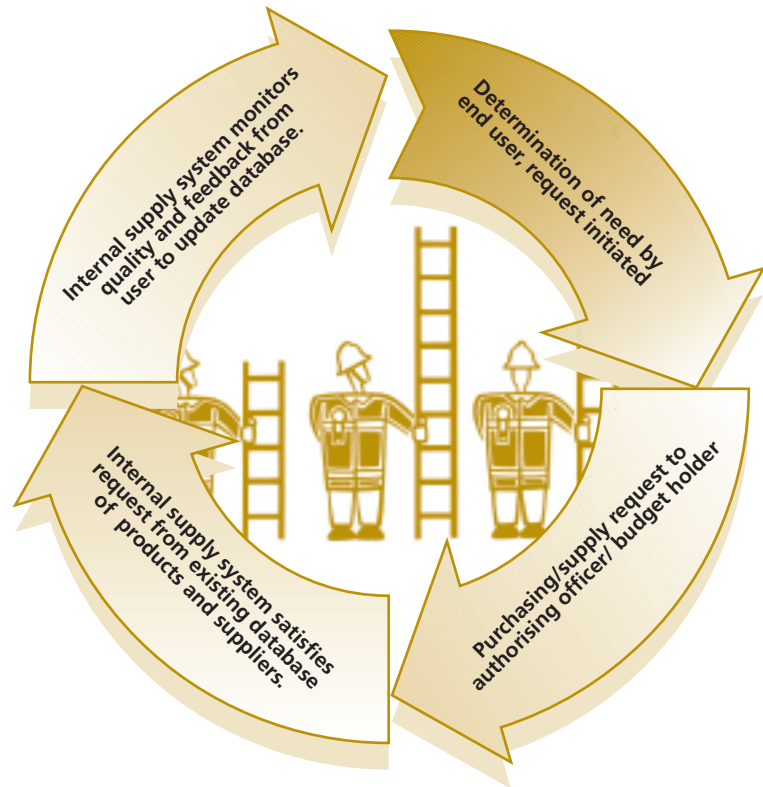 Determination of need by
end user, request initiated
Purchasing/supply request to
authorising officer/ budget holder
Internal supply system satisfies
request from existing database
of products and suppliers.
Internal supply system monitors
quality and feedback from
user to update database.